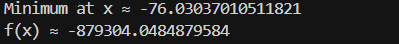 Minimum at x ≈ -76.03037010511821
f(x) ≈ -879304.0484879584